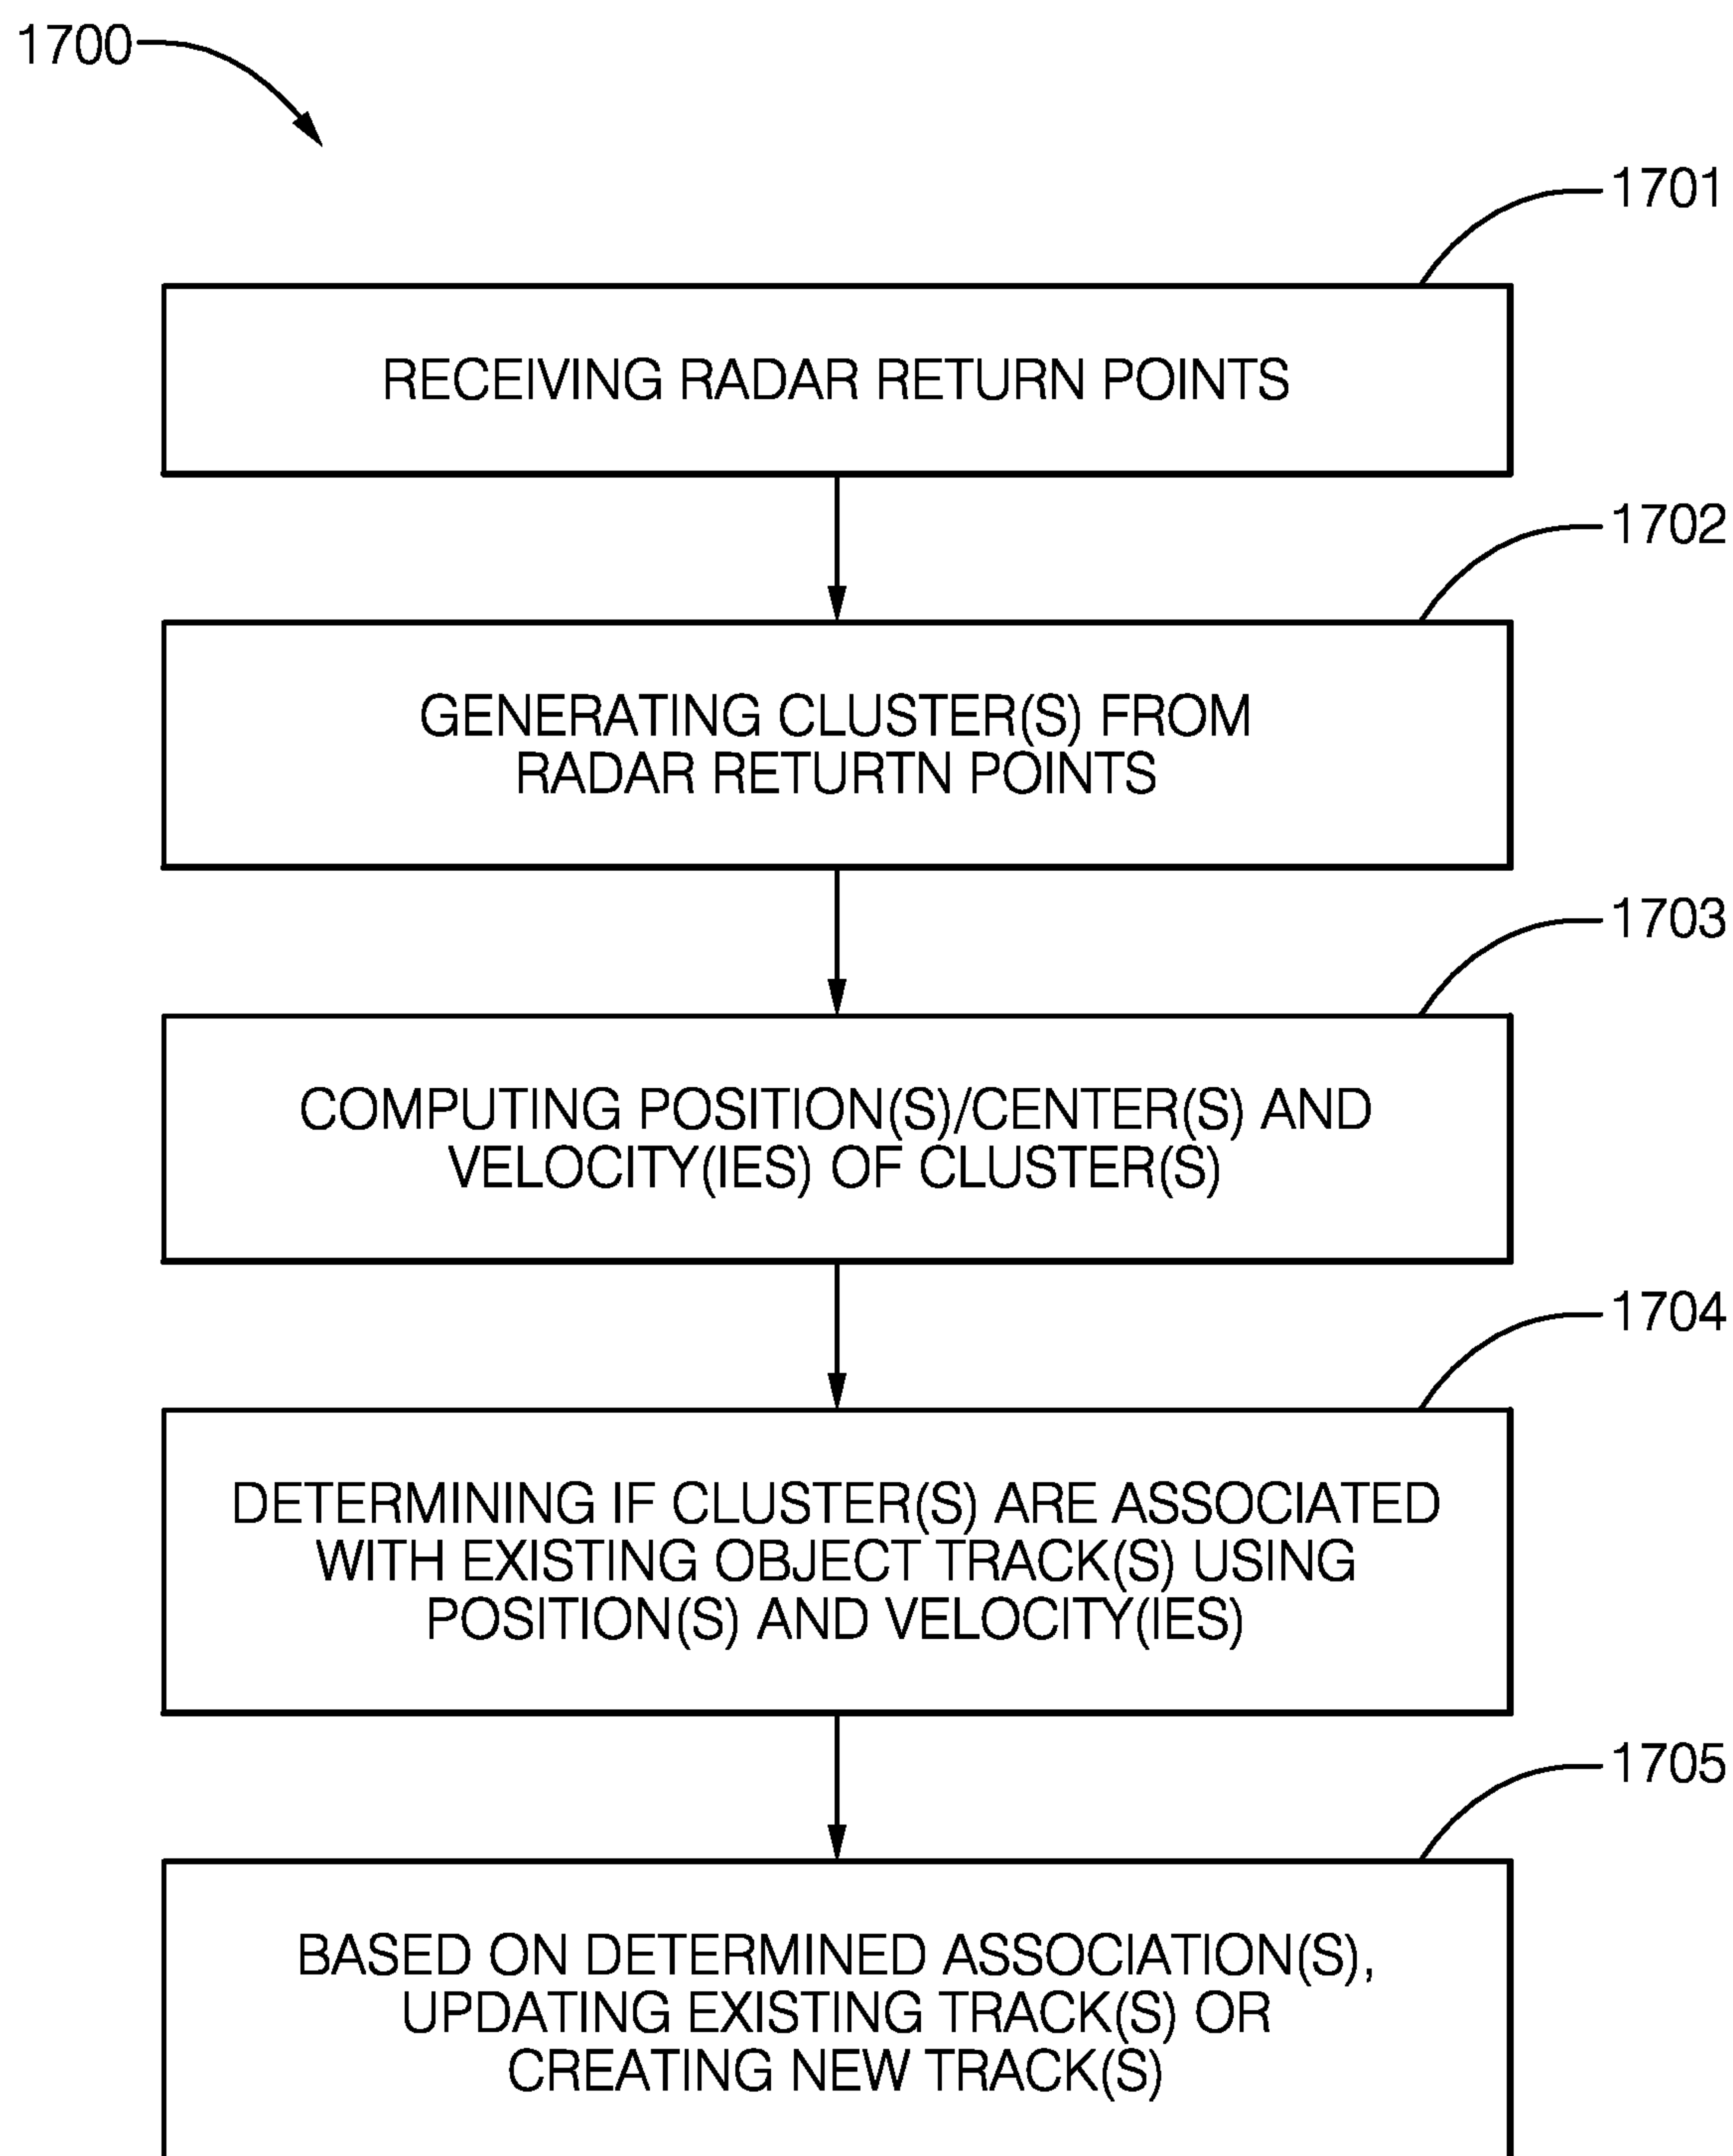 1700
1701
RECEIVING RADAR RETURN POINTS
1702
GENERATING CLUSTER(S) FROM
RADAR RETURTN POINTS
1703
COMPUTING POSITION(S)/CENTER(S) AND
VELOCITY(IES) OF CLUSTER(S)
1704
DETERMINING IF CLUSTER(S) ARE ASSOCIATED
WITH EXISTING OBJECT TRACK(S) USING
POSITION(S) AND VELOCITY(IES)
1705
BASED ON DETERMINED ASSOCIATION(S),
UPDATING EXISTING TRACK(S) OR
CREATING NEW TRACK(S)